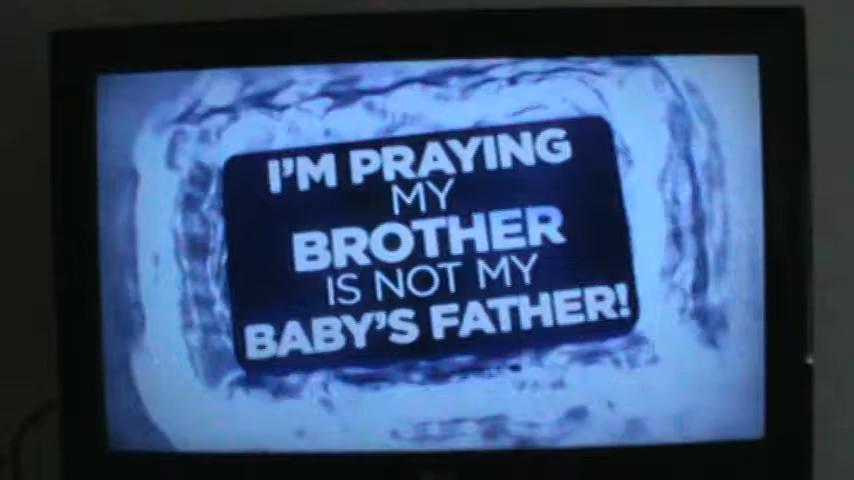 I'M PRAYING
MY
BROTHER
IS NOT MY
BABY'S FATHER!